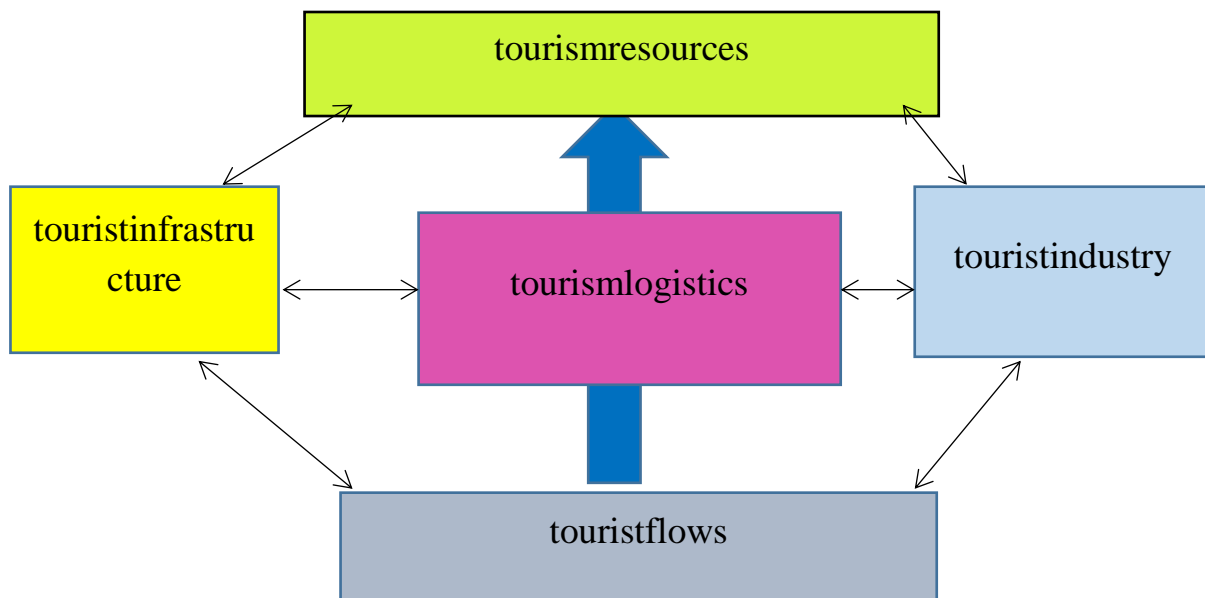 tourismresources
touristinfrastru
cture
tourismlogistics
touristindustry
touristflows